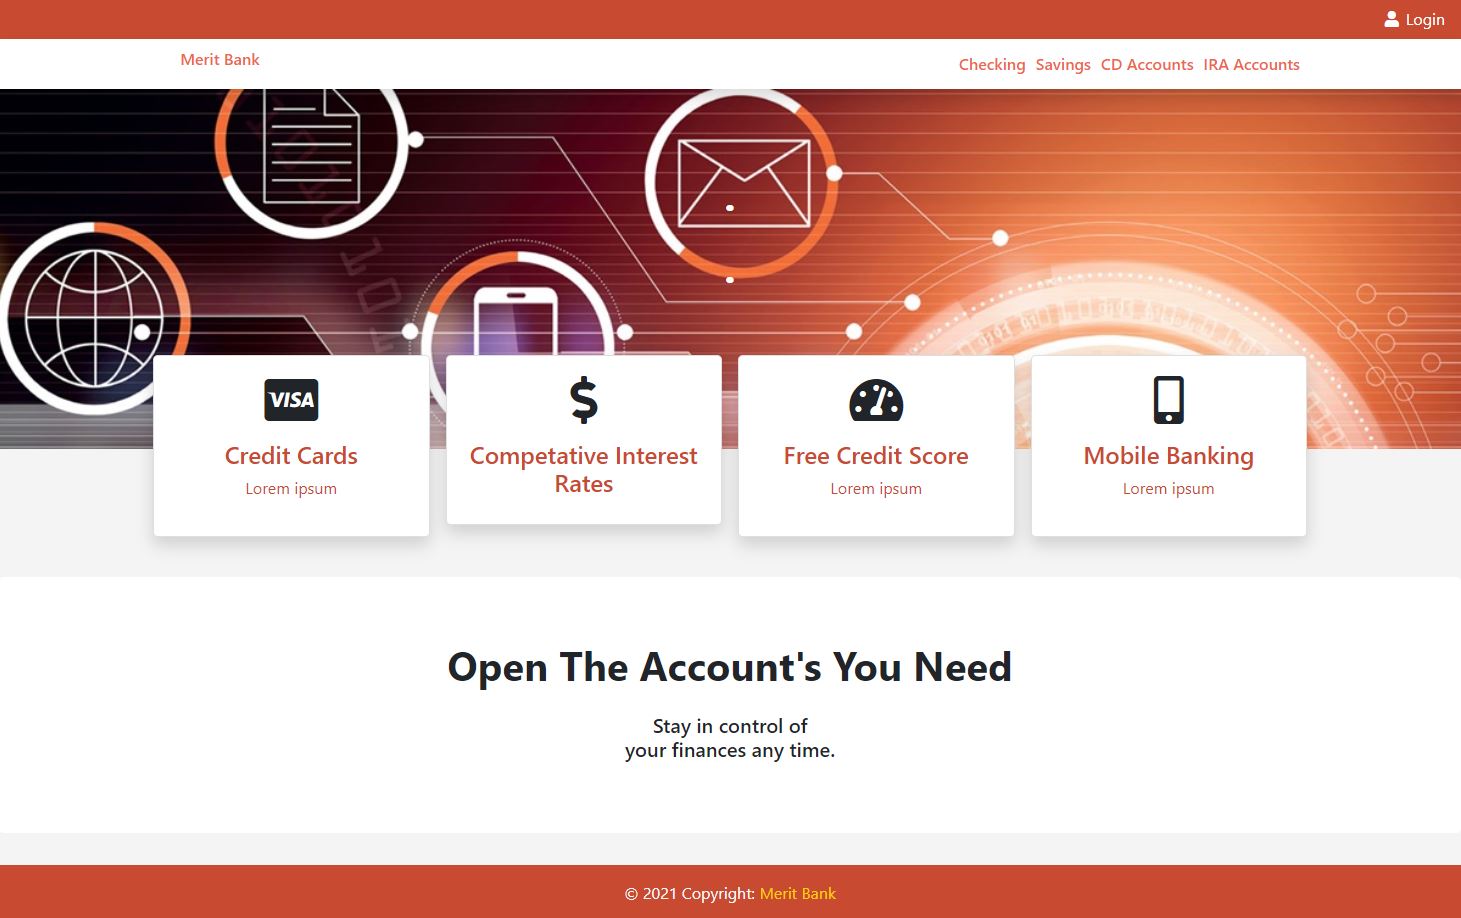 Login
Merit Bank
Checking Savings CD Accounts IRA Accounts
VISA
Credit Cards
Lorem ipsum
Competative Interest
Rates
Free Credit Score
Lorem ipsum
Mobile Banking
Lorem ipsum
Open The Account's You Need
Stay in control of
your finances any time.
© 2021 Copyright: Merit Bank